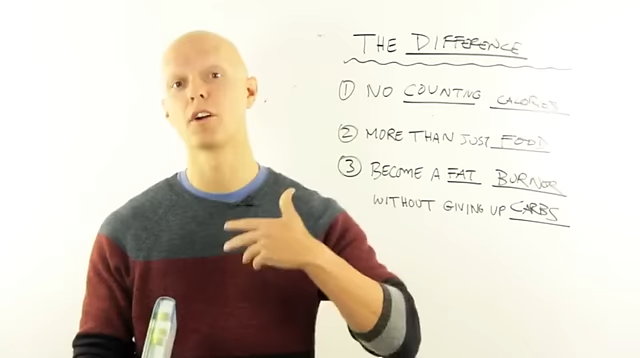 THE DIFFERENCE
① NO COUNTING CALORIES
② MORE THAN JUST FOOD
③ BECOME A FAT BURNER
WITHOUT GIVING UP CARBS